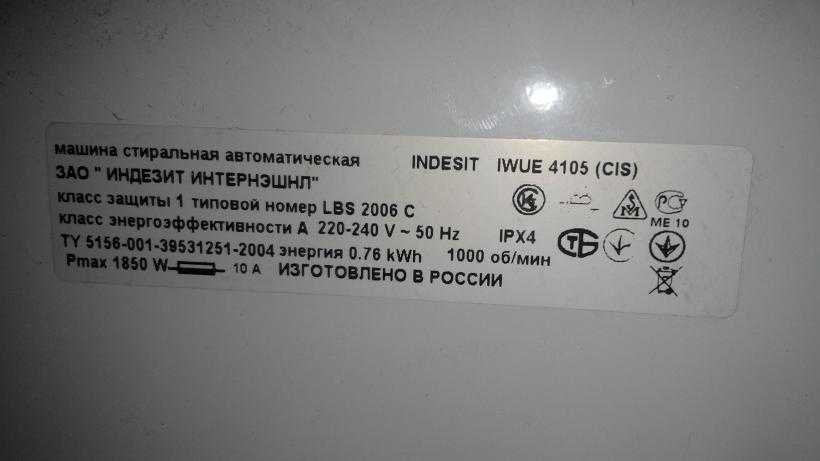 машина стиральная автоматическая INDESIT IWUE 4105 (CIS)
ЗАО " ИНДЕЗИТ ИНТЕРНЭШНЛ"
класс защиты 1 типовой номер LBS 2006 C
класс энергоэффективности А 220-240 V ~ 50 Hz IPX4
ТУ 5156-001-39531251-2004 энергия 0.76 kWh 1000 об/мин
Pmax 1850 W 10 A ИЗГОТОВЛЕНО В РОССИИ
ME 10